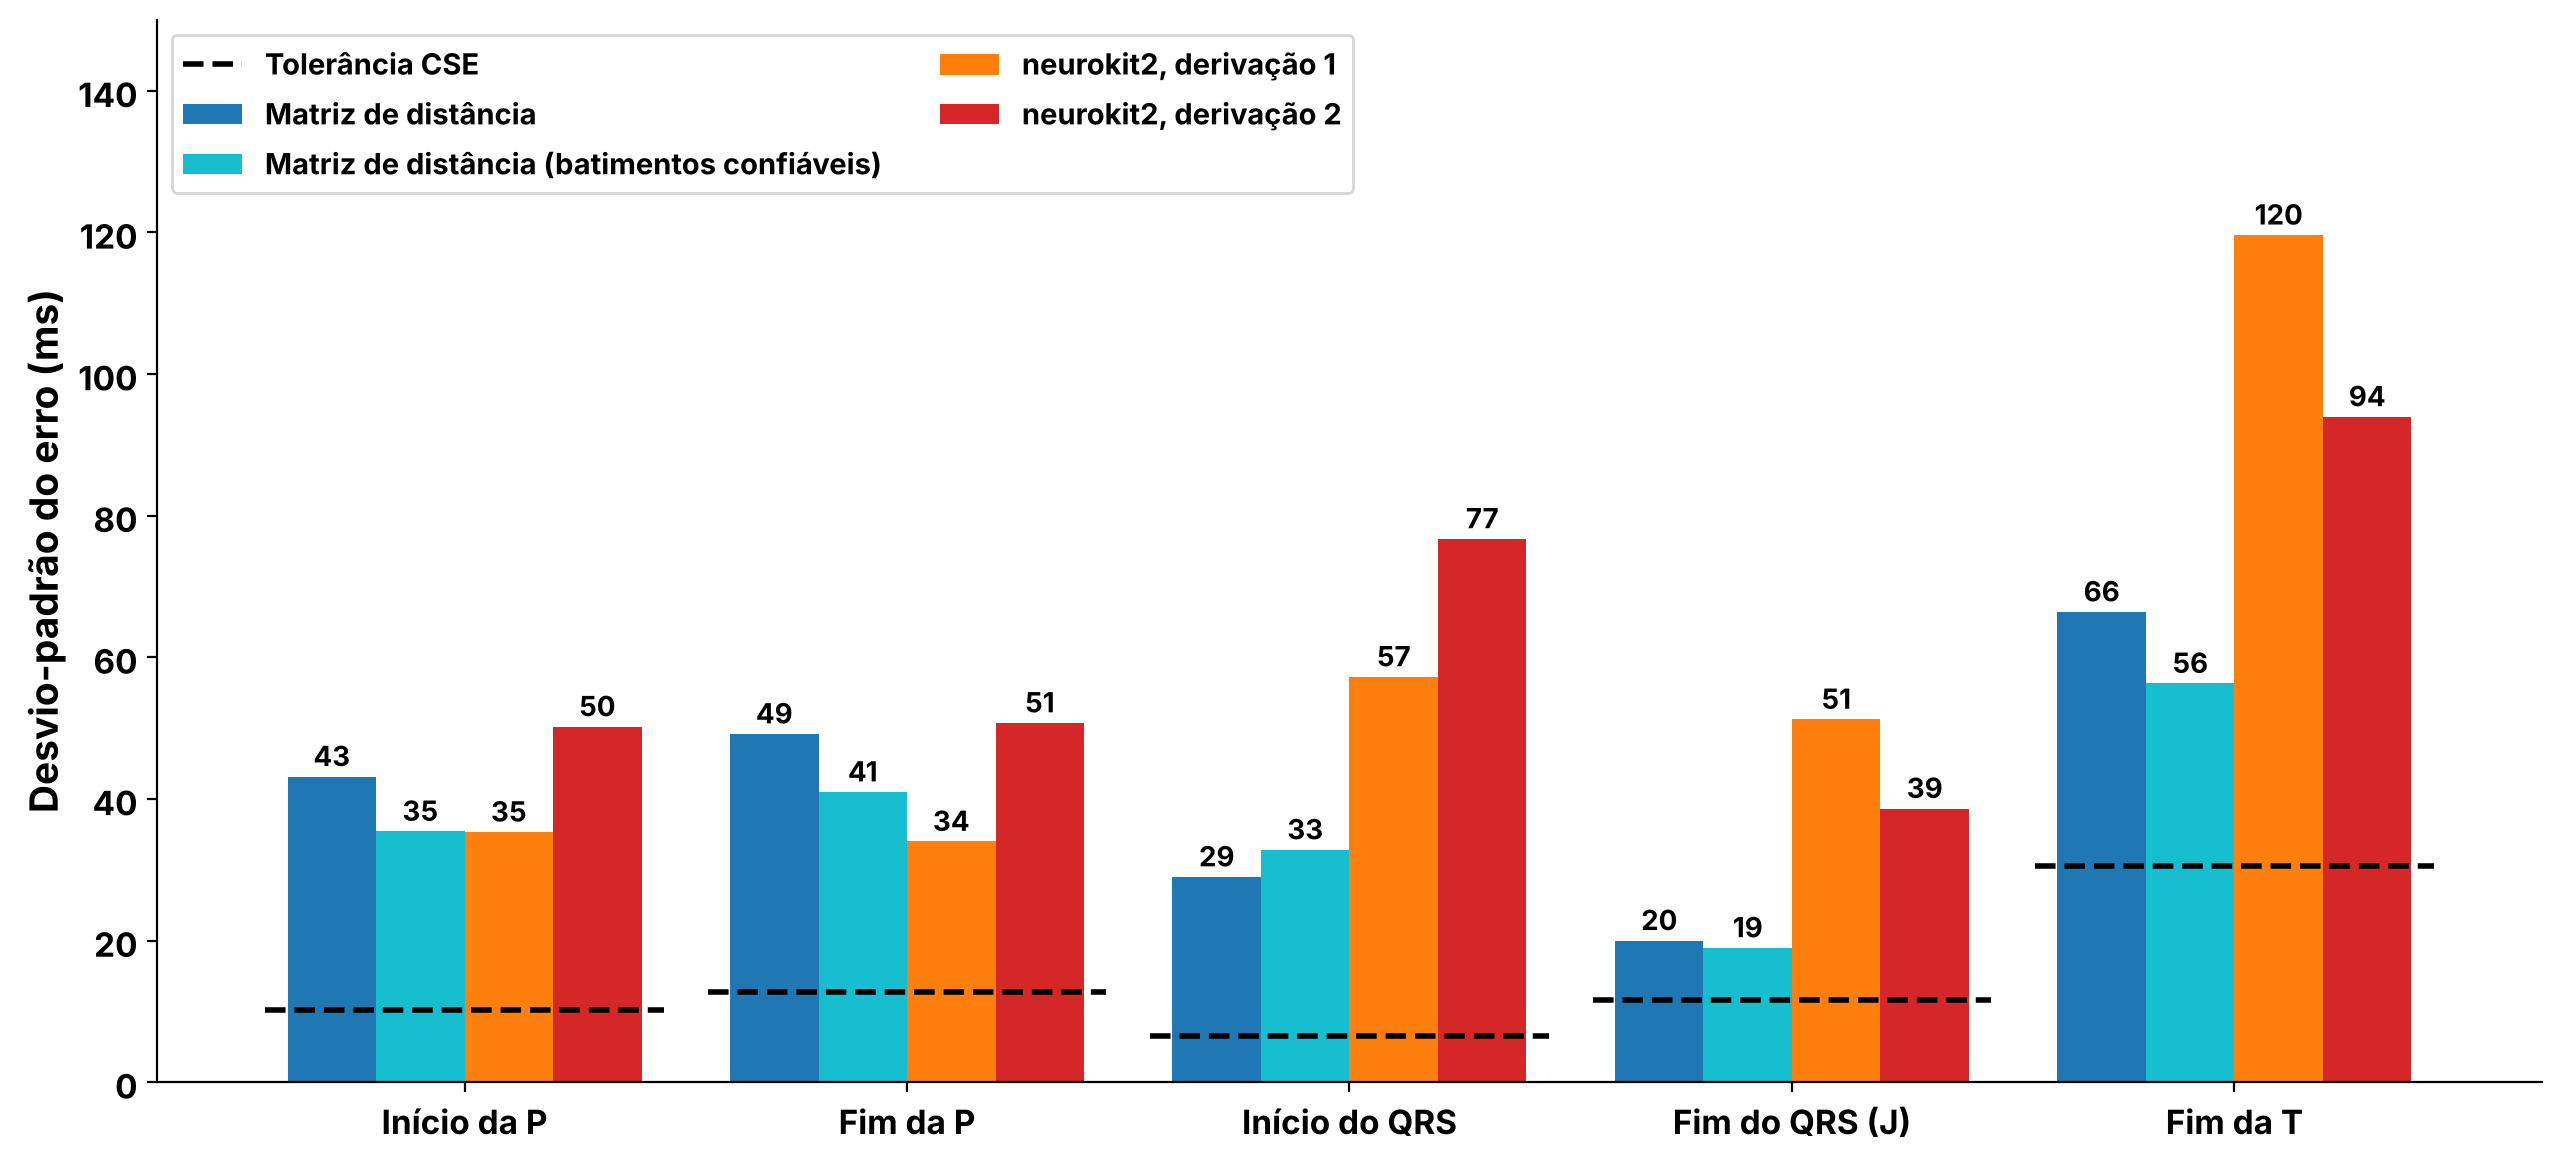 Tolerância CSE
Matriz de distância
Matriz de distância (batimentos confiáveis)
neurokit2, derivação 1
neurokit2, derivação 2
Desvio-padrão do erro (ms)
140
120
100
80
60
40
20
0
43
35
35
50
49
41
34
51
29
33
57
77
20
19
51
39
66
56
120
94
Início da P
Fim da P
Início do QRS
Fim do QRS (J)
Fim da T